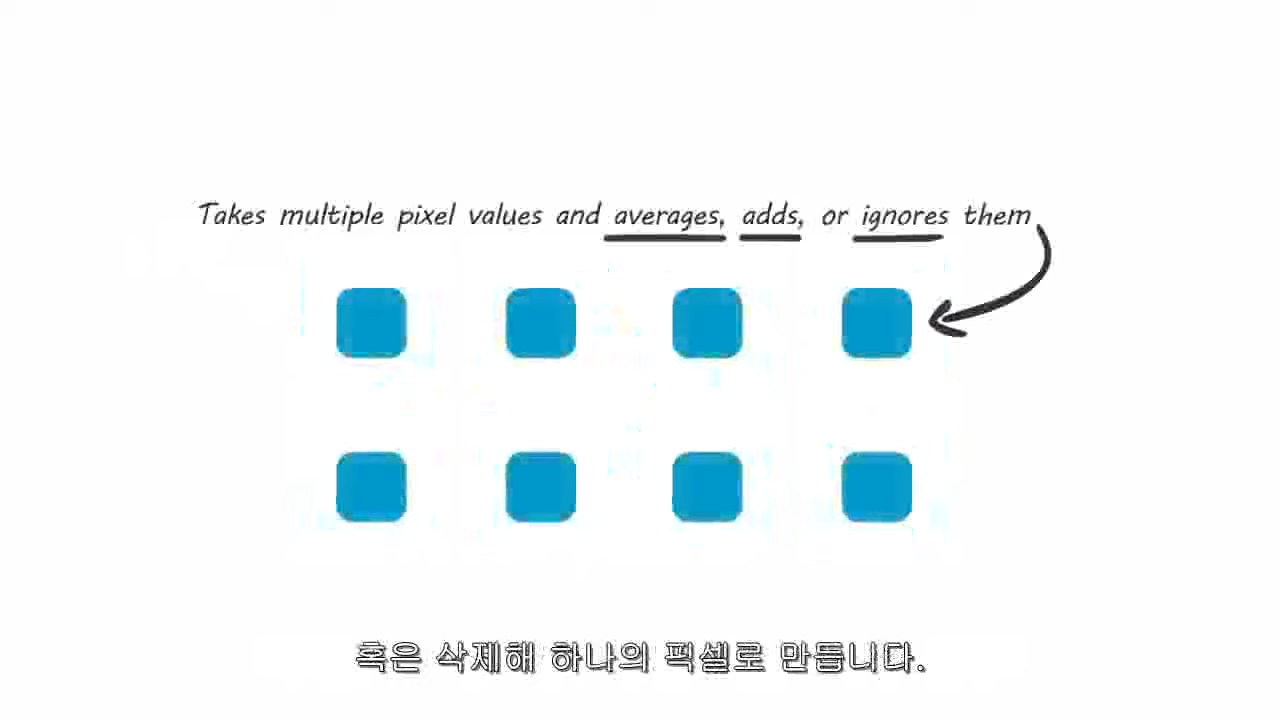 Takes multiple pixel values and averages, adds, or ignores them
혹은 삭제해 하나의 픽셀로 만듭니다.